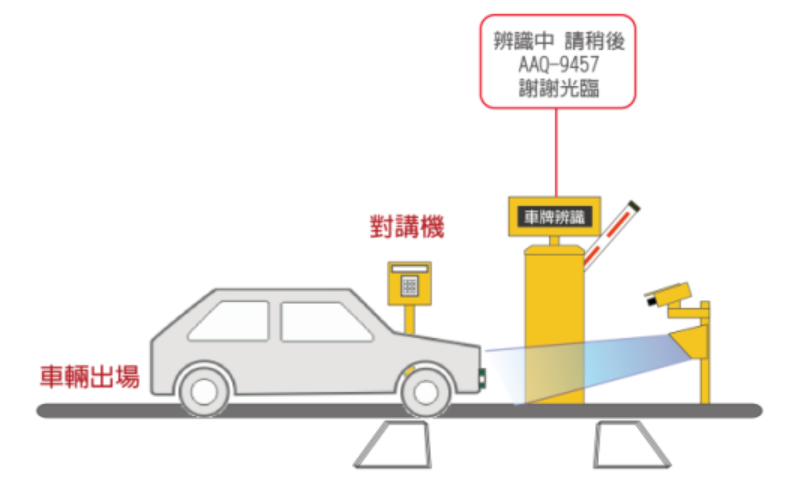 辨識中 請稍後
AAQ-9457
謝謝光臨
車牌辨識
對講機
車輛出場